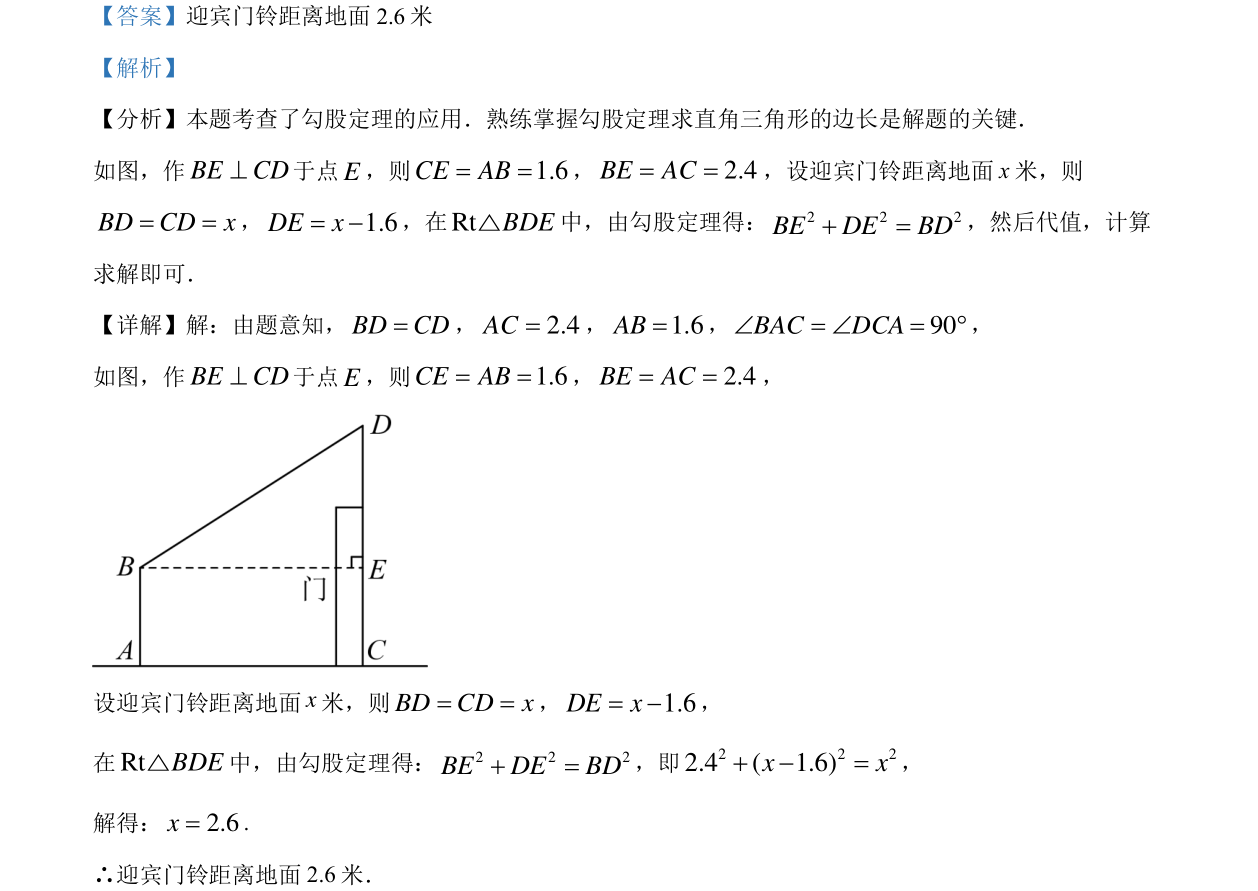 【答案】迎宾门铃距离地面 2.6 米
【解析】
【分析】本题考查了勾股定理的应用．熟练掌握勾股定理求直角三角形的边长是解题的关键．
如图，作 BE ⊥ CD 于点 E，则 CE = AB = 1.6，BE = AC = 2.4，设迎宾门铃距离地面 x 米，则
BD = CD = x，DE = x − 1.6，在 Rt△BDE 中，由勾股定理得：BE² + DE² = BD²，然后代值，计算
求解即可．
【详解】解：由题意知，BD = CD，AC = 2.4，AB = 1.6，∠BAC = ∠DCA = 90°，
如图，作 BE ⊥ CD 于点 E，则 CE = AB = 1.6，BE = AC = 2.4，
D
B
E
门
A
C
设迎宾门铃距离地面 x 米，则 BD = CD = x，DE = x − 1.6，
在 Rt△BDE 中，由勾股定理得：BE² + DE² = BD²，即 2.4² + (x − 1.6)² = x²，
解得：x = 2.6．
∴迎宾门铃距离地面 2.6 米．